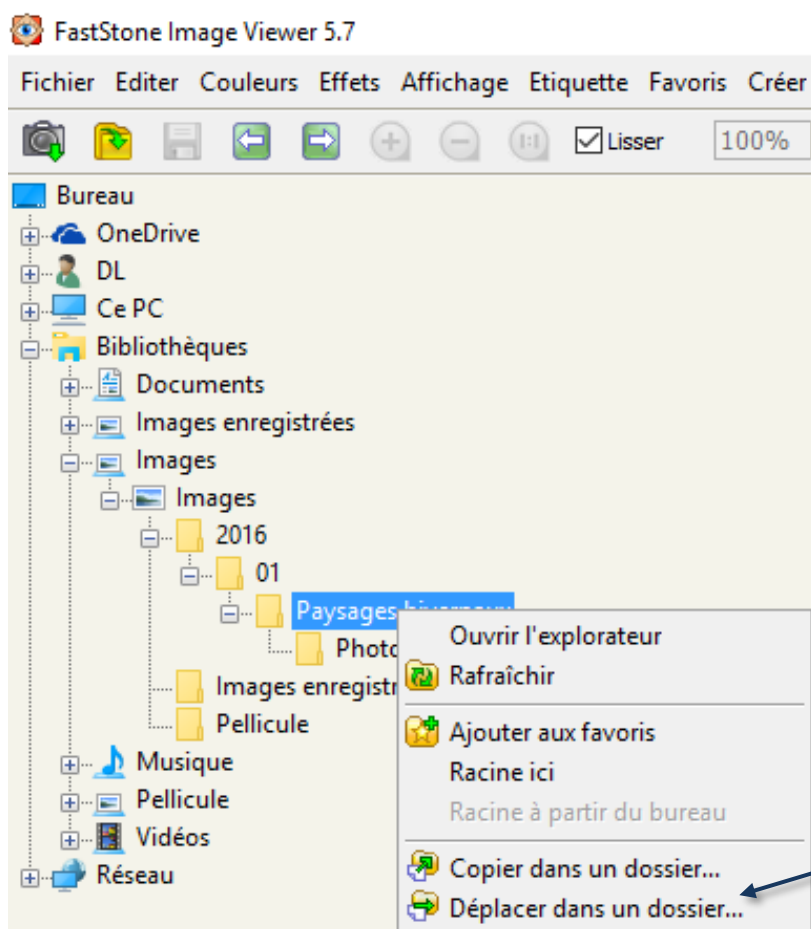 FastStone Image Viewer 5.7
Fichier Editer Couleurs Effets Affichage Etiquette Favoris Créer
1:1 Lisser 100%
Bureau
OneDrive
DL
Ce PC
Bibliothèques
Documents
Images enregistrées
Images
Images
2016
01
Paysages
Ouvrir l'explorateur
Rafraîchir
Images enregistr
Pellicule
Ajouter aux favoris
Musique
Racine ici
Pellicule
Racine à partir du bureau
Vidéos
Réseau
Copier dans un dossier...
Déplacer dans un dossier...